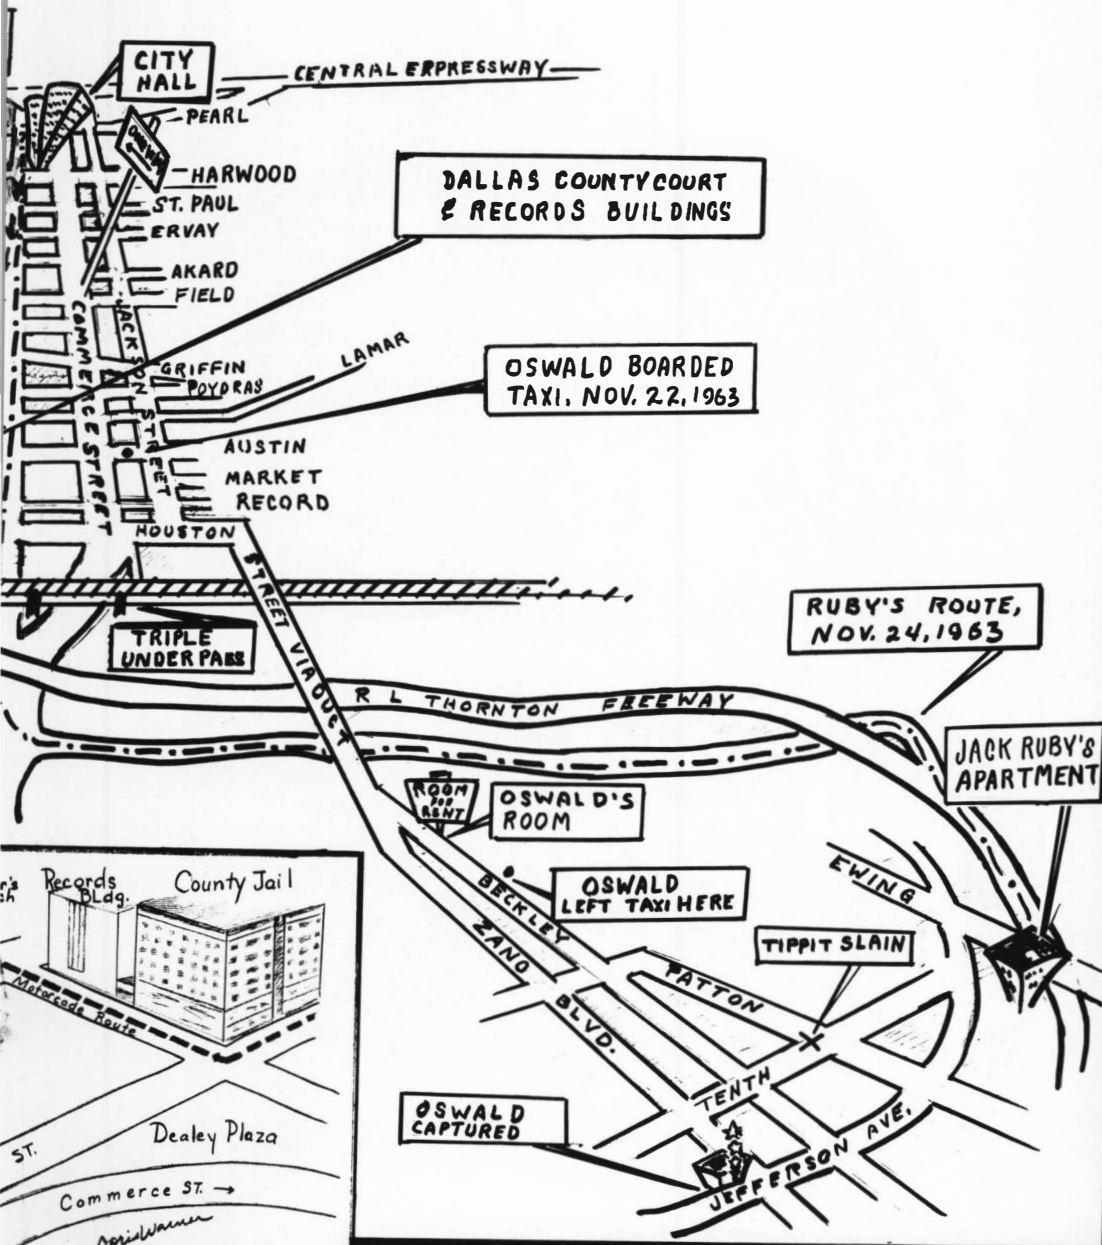 CITY
HALL
CENTRAL ERPRESSWAY
PEARL
HARWOOD
ST. PAUL
ERVAY
AKARD
FIELD
DALLAS COUNTY COURT
& RECORDS BUILDINGS
COMMERCE STREET
JACKSON STREET
GRIFFIN
POYDRAS
LAMAR
OSWALD BOARDED
TAXI, NOV. 22, 1963
AUSTIN
MARKET
RECORD
HOUSTON
STREET VIADUCT
TRIPLE
UNDERPASS
RUBY'S ROUTE,
NOV. 24, 1963
R L THORNTON FREEWAY
JACK RUBY'S
APARTMENT
ROOM
FOR
RENT
OSWALD'S
ROOM
EWING
OSWALD
LEFT TAXI HERE
BECKLEY
ZANG BLVD.
TIPPIT SLAIN
PATTON
TENTH
OSWALD
CAPTURED
JEFFERSON AVE.
Records
BLdg.
County Jail
Motorcade Route
Dealey Plaza
ST.
Commerce ST. →